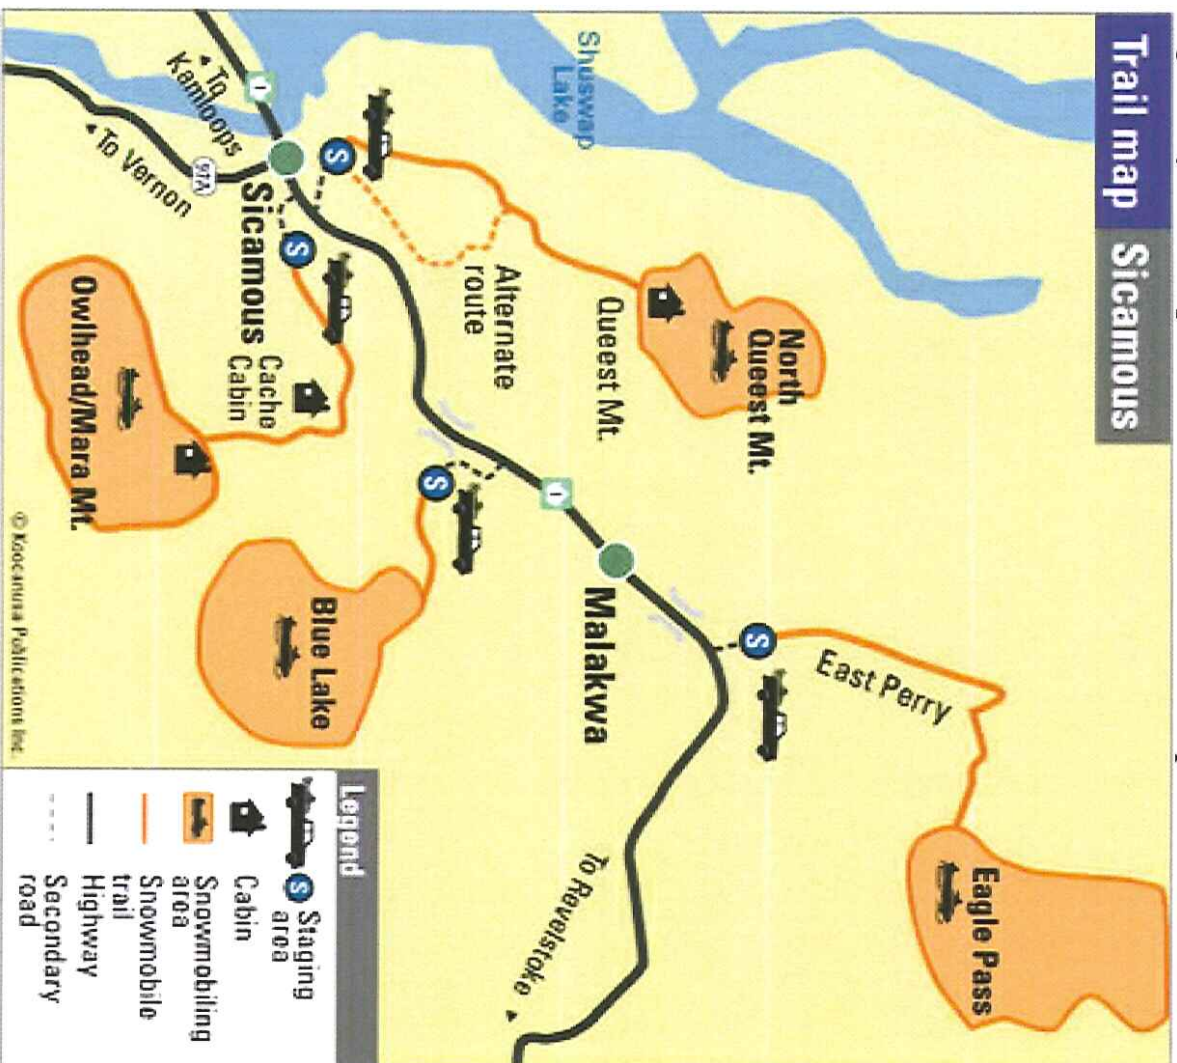 Trail map Sicamous
Eagle Pass
East Perry
North
Queest Mt.
Queest Mt.
Shuswap
Lake
Malakwa
To Revelstoke
1
Alternate
route
S
S
S
S
1
To
Kamloops
97A
To Vernon
Sicamous
Cache
Cabin
Blue Lake
Owlhead/Mara Mt.
© Koocanusa Publications Inc.
Legend
S Staging
area
Cabin
Snowmobiling
area
Snowmobile
trail
Highway
Secondary
road